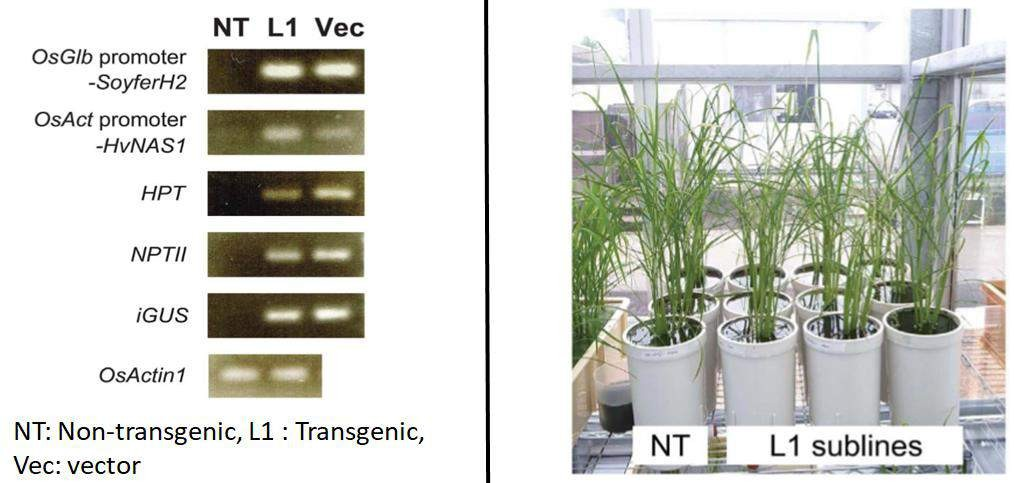 NT L1 Vec
OsGlb promoter
-SoyferH2
OsAct promoter
-HvNAS1
HPT
NPTII
iGUS
OsActin1
NT: Non-transgenic, L1 : Transgenic,
Vec: vector
NT
L1 sublines